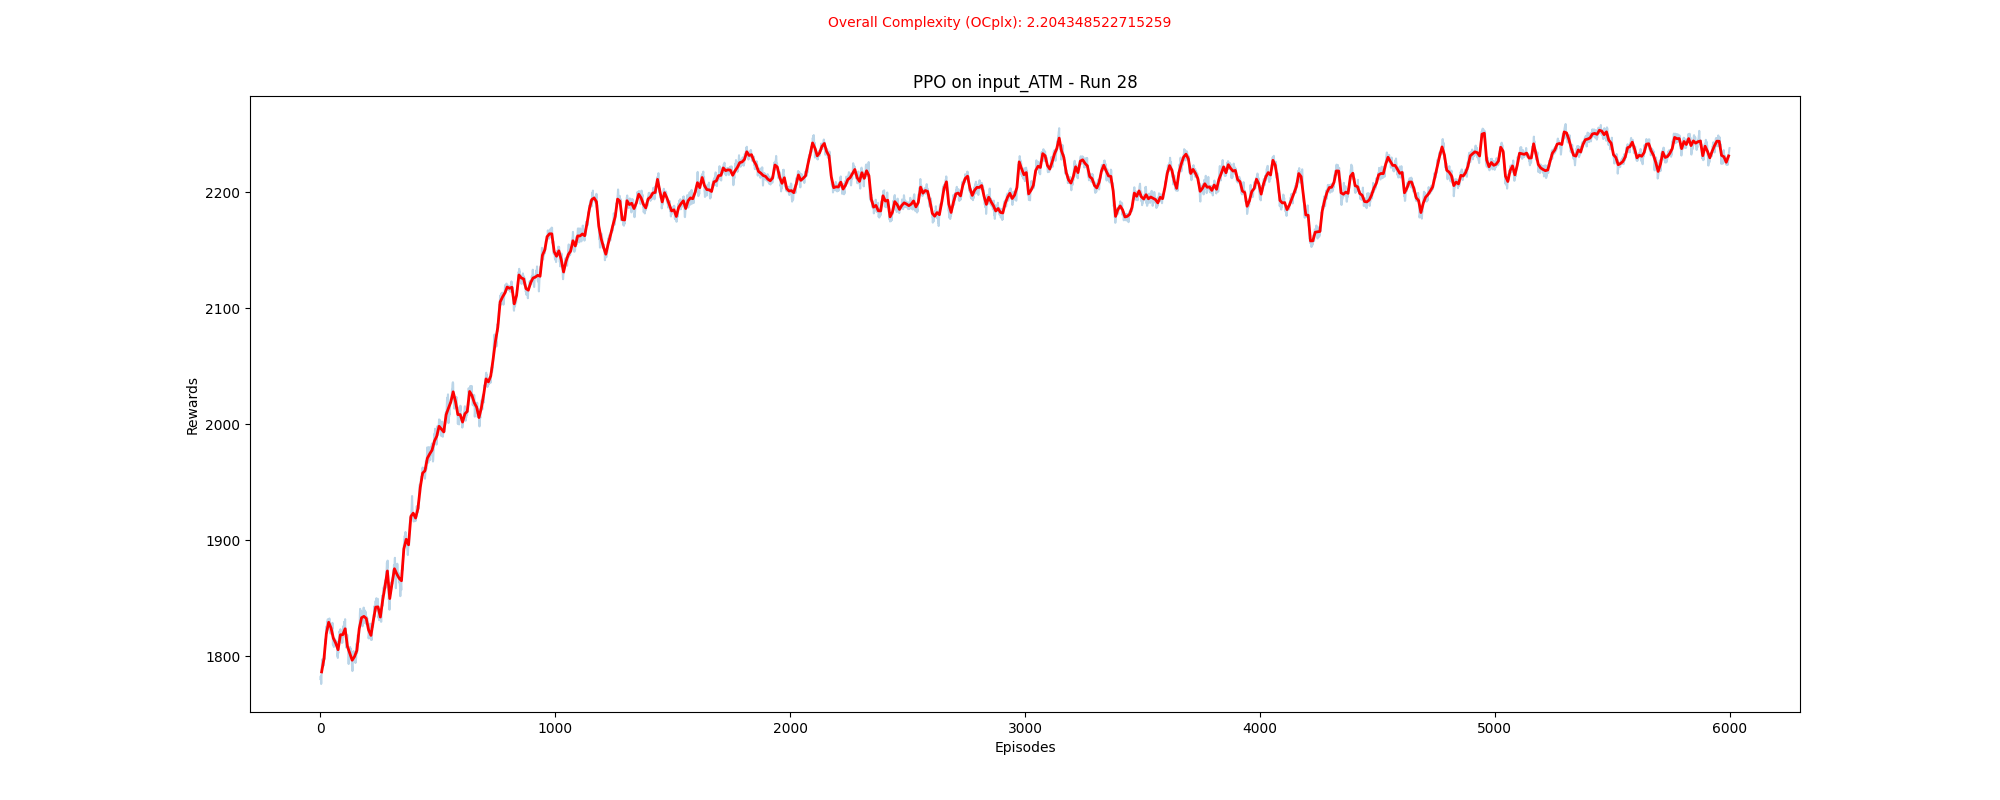 Overall Complexity (OCplx): 2.204348522715259
PPO on input_ATM - Run 28
Rewards
2200
2100
2000
1900
1800
0 1000 2000 3000 4000 5000 6000
Episodes